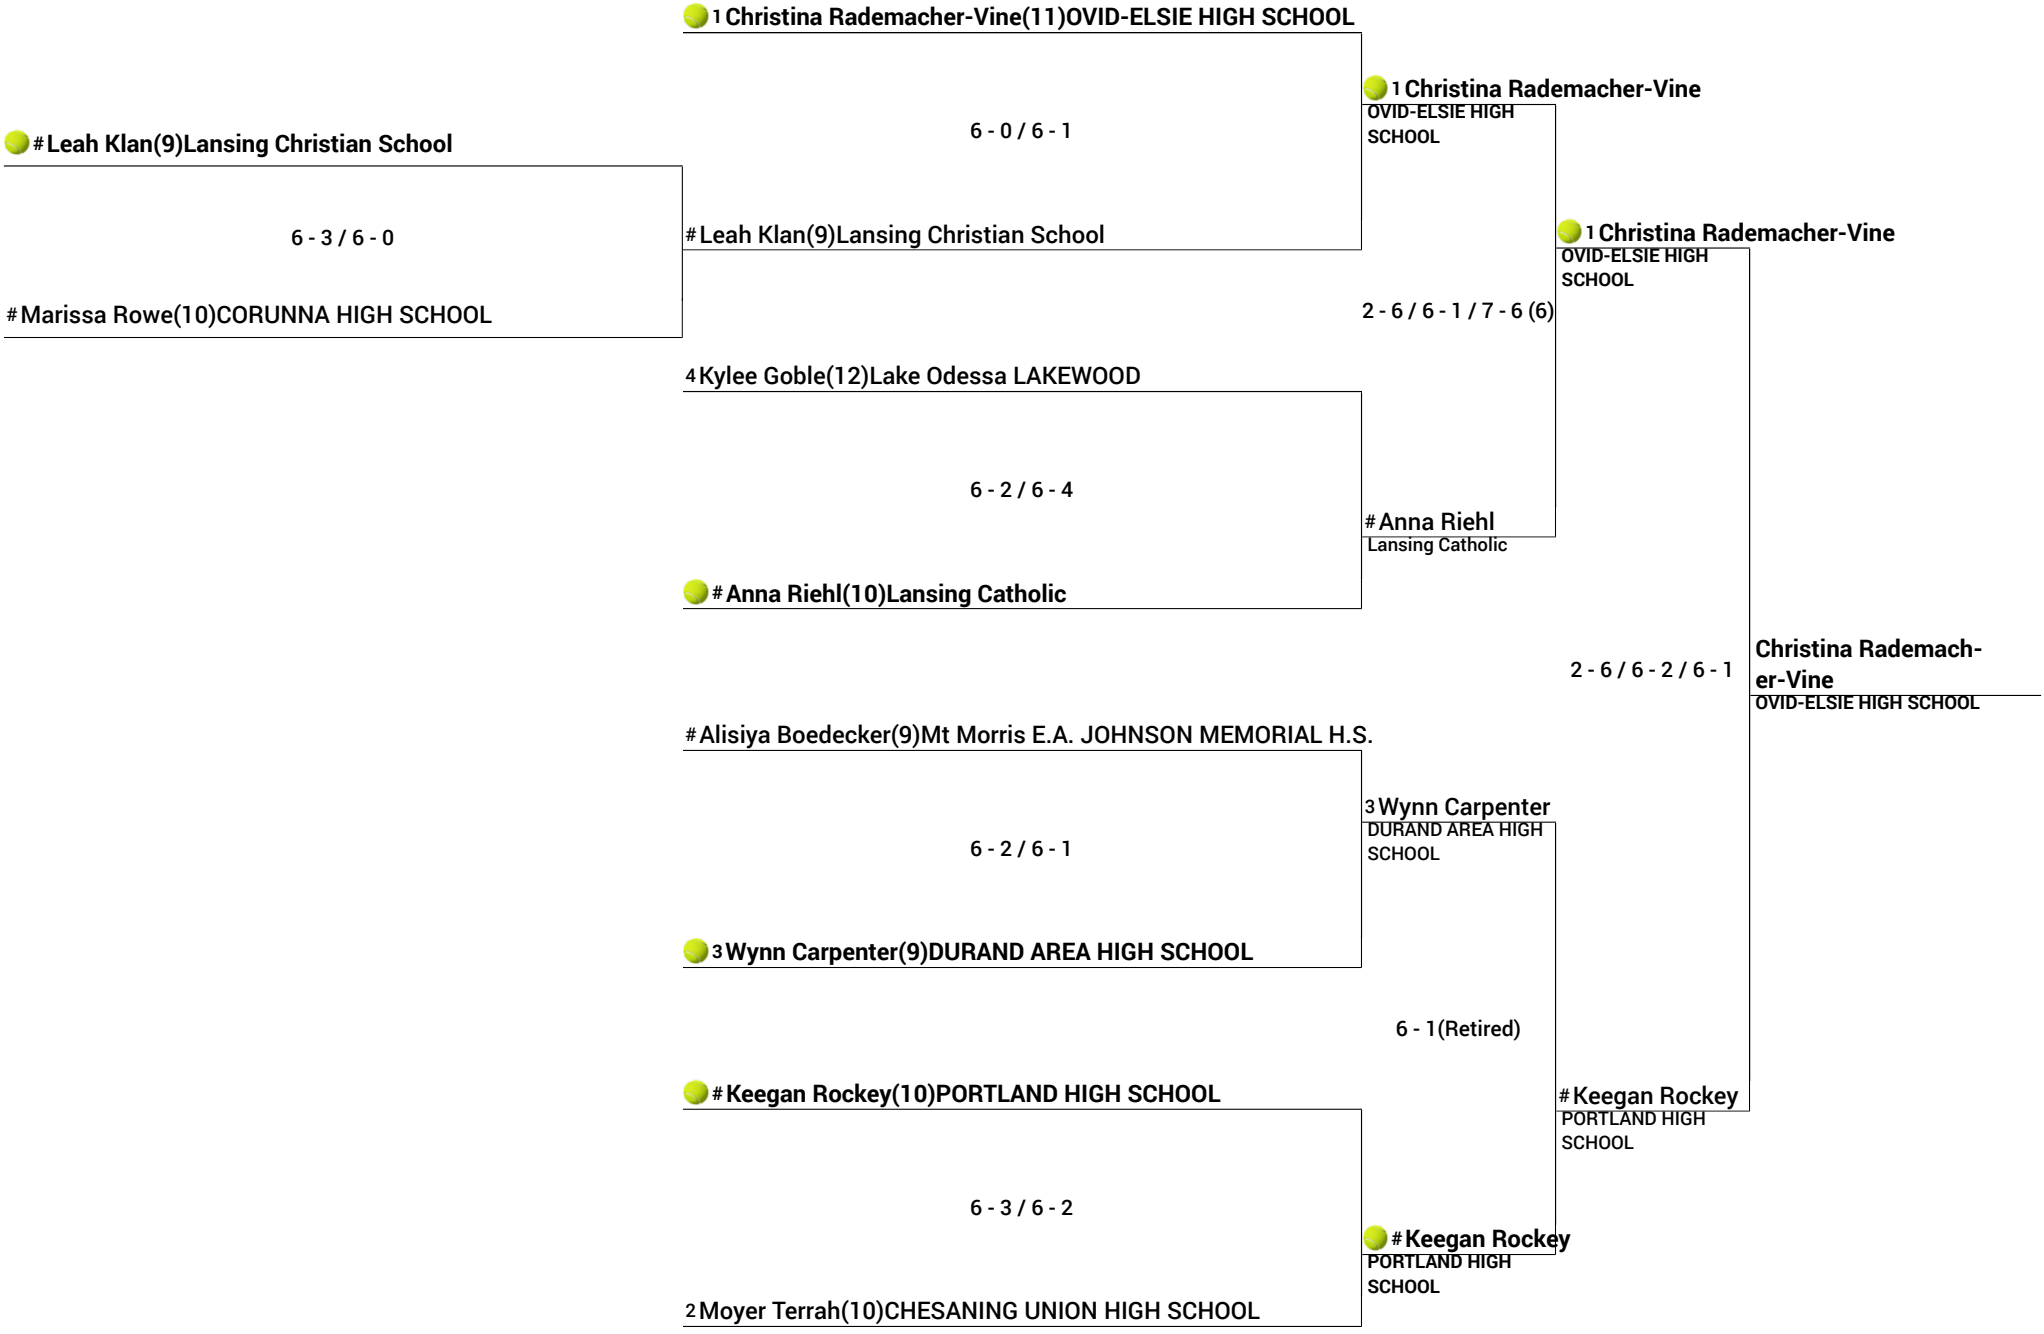 1 Christina Rademacher-Vine(11)OVID-ELSIE HIGH SCHOOL
1 Christina Rademacher-Vine
OVID-ELSIE HIGH
SCHOOL
6 - 0 / 6 - 1
# Leah Klan(9)Lansing Christian School
6 - 3 / 6 - 0
# Leah Klan(9)Lansing Christian School
1 Christina Rademacher-Vine
OVID-ELSIE HIGH
SCHOOL
# Marissa Rowe(10)CORUNNA HIGH SCHOOL
2 - 6 / 6 - 1 / 7 - 6 (6)
4 Kylee Goble(12)Lake Odessa LAKEWOOD
6 - 2 / 6 - 4
# Anna Riehl
Lansing Catholic
# Anna Riehl(10)Lansing Catholic
2 - 6 / 6 - 2 / 6 - 1
Christina Rademach-
er-Vine
OVID-ELSIE HIGH SCHOOL
# Alisiya Boedecker(9)Mt Morris E.A. JOHNSON MEMORIAL H.S.
3 Wynn Carpenter
DURAND AREA HIGH
SCHOOL
6 - 2 / 6 - 1
3 Wynn Carpenter(9)DURAND AREA HIGH SCHOOL
6 - 1(Retired)
# Keegan Rockey(10)PORTLAND HIGH SCHOOL
# Keegan Rockey
PORTLAND HIGH
SCHOOL
6 - 3 / 6 - 2
# Keegan Rockey
PORTLAND HIGH
SCHOOL
2 Moyer Terrah(10)CHESANING UNION HIGH SCHOOL